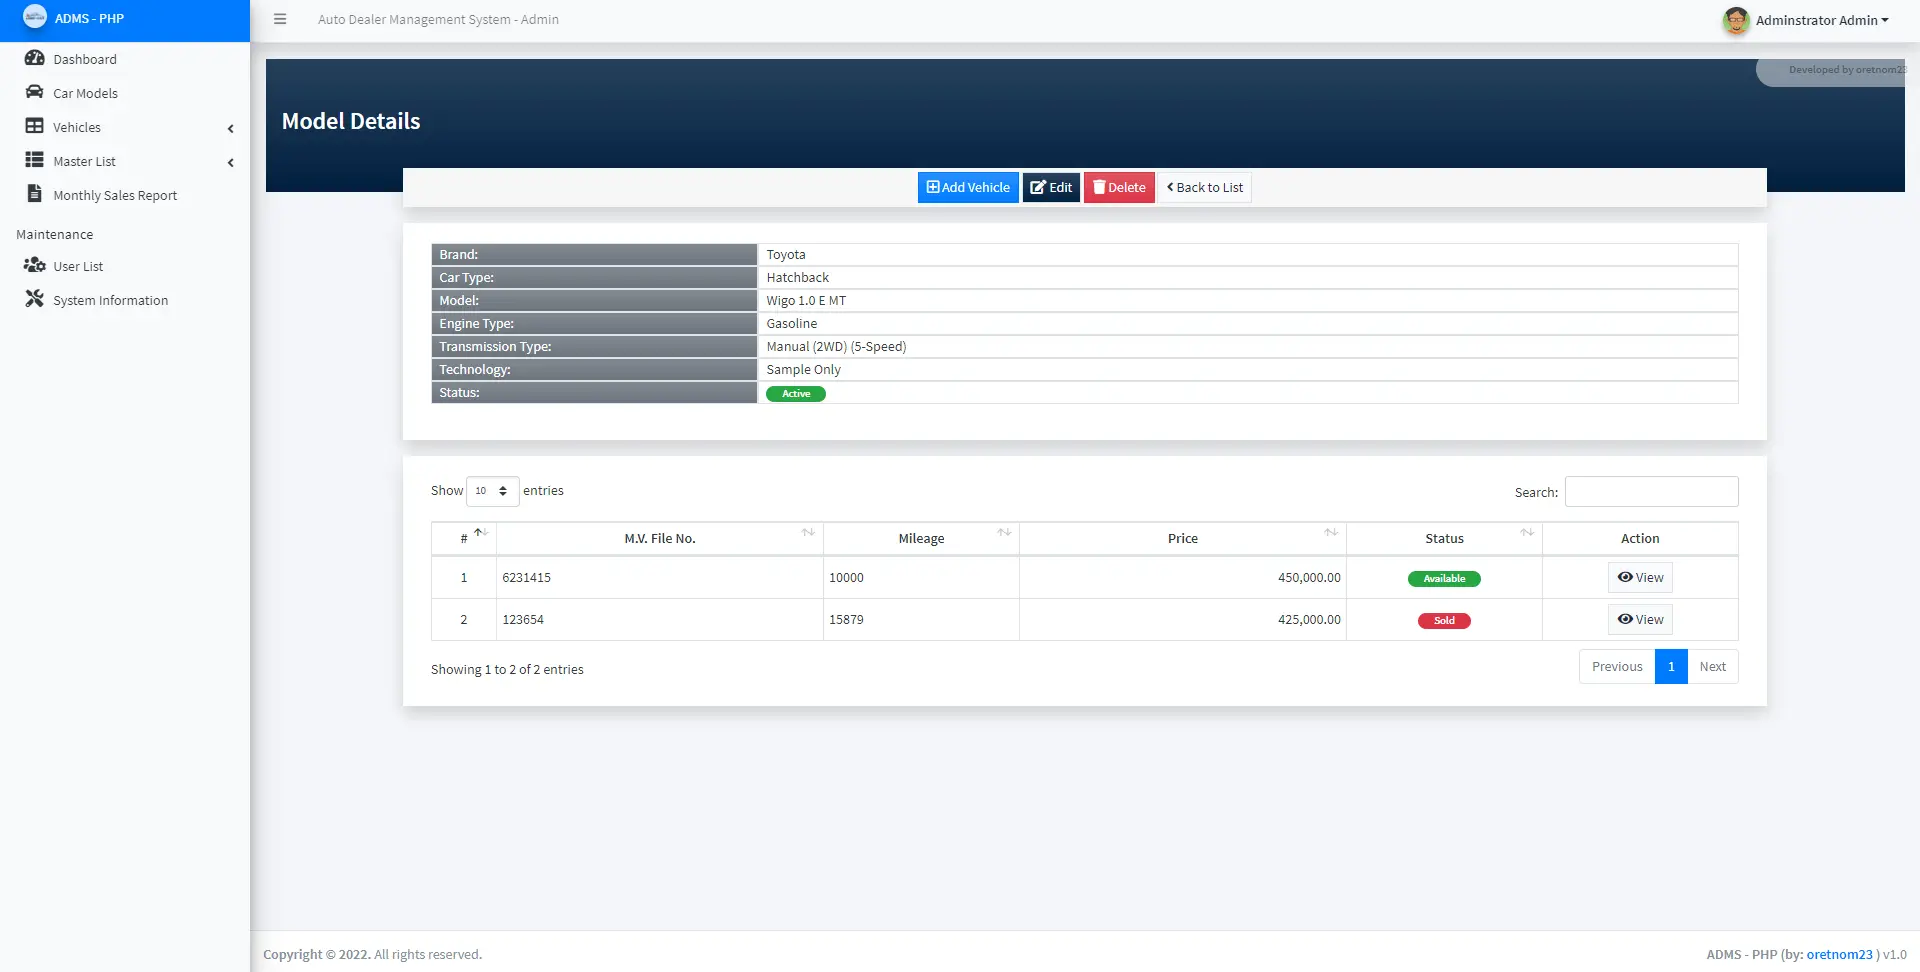 ADMS - PHP
Auto Dealer Management System - Admin
Adminstrator Admin
Dashboard
Car Models
Vehicles
Master List
Monthly Sales Report
Maintenance
User List
System Information
Developed by oretnom23
Model Details
Add Vehicle Edit Delete Back to List
Brand: Toyota
Car Type: Hatchback
Model: Wigo 1.0 E MT
Engine Type: Gasoline
Transmission Type: Manual (2WD) (5-Speed)
Technology: Sample Only
Status: Active
Show 10 entries Search:
# M.V. File No. Mileage Price Status Action
1 6231415 10000 450,000.00 Available View
2 123654 15879 425,000.00 Sold View
Showing 1 to 2 of 2 entries Previous 1 Next
Copyright © 2022. All rights reserved. ADMS - PHP (by: oretnom23 ) v1.0